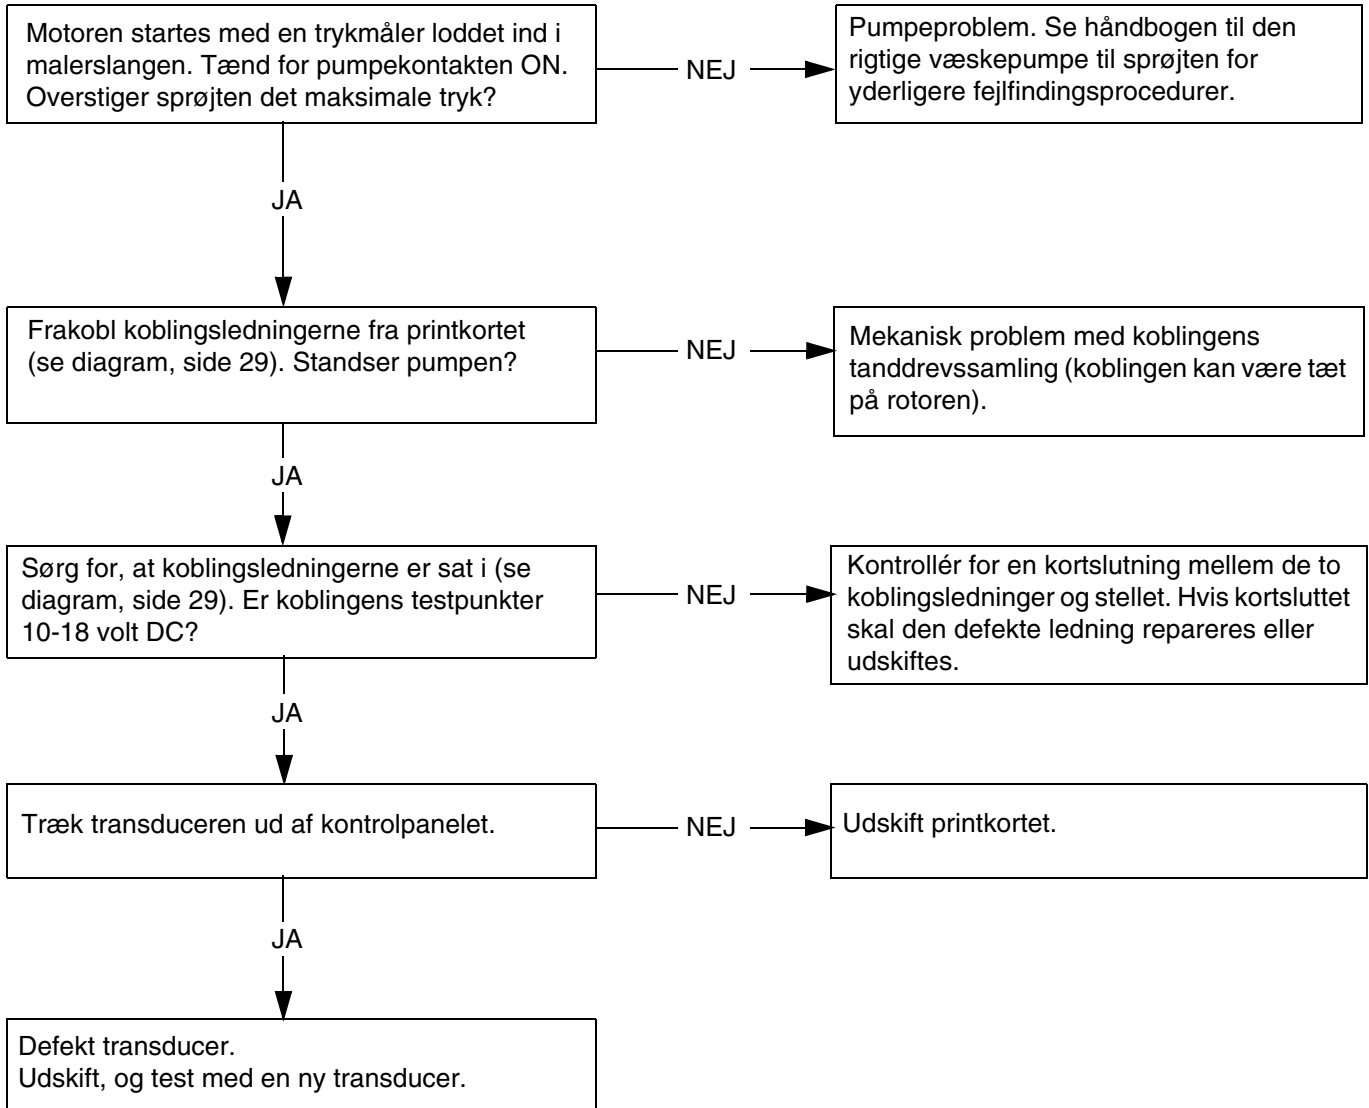 Motoren startes med en trykmåler loddet ind i
malerslangen. Tænd for pumpekontakten ON.
Overstiger sprøjten det maksimale tryk?
NEJ
Pumpeproblem. Se håndbogen til den
rigtige væskepumpe til sprøjten for
yderligere fejlfindingsprocedurer.
JA
Frakobl koblingsledningerne fra printkortet
(se diagram, side 29). Standser pumpen?
NEJ
Mekanisk problem med koblingens
tanddrevssamling (koblingen kan være tæt
på rotoren).
JA
Sørg for, at koblingsledningerne er sat i (se
diagram, side 29). Er koblingens testpunkter
10-18 volt DC?
NEJ
Kontrollér for en kortslutning mellem de to
koblingsledninger og stellet. Hvis kortsluttet
skal den defekte ledning repareres eller
udskiftes.
JA
Træk transduceren ud af kontrolpanelet.
NEJ
Udskift printkortet.
JA
Defekt transducer.
Udskift, og test med en ny transducer.